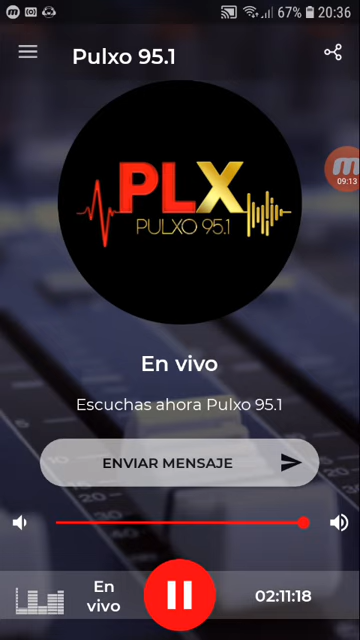 67% 20:36
Pulxo 95.1
PLX
PULXO 95.1
09:13
En vivo
Escuchas ahora Pulxo 95.1
ENVIAR MENSAJE
En
vivo
02:11:18